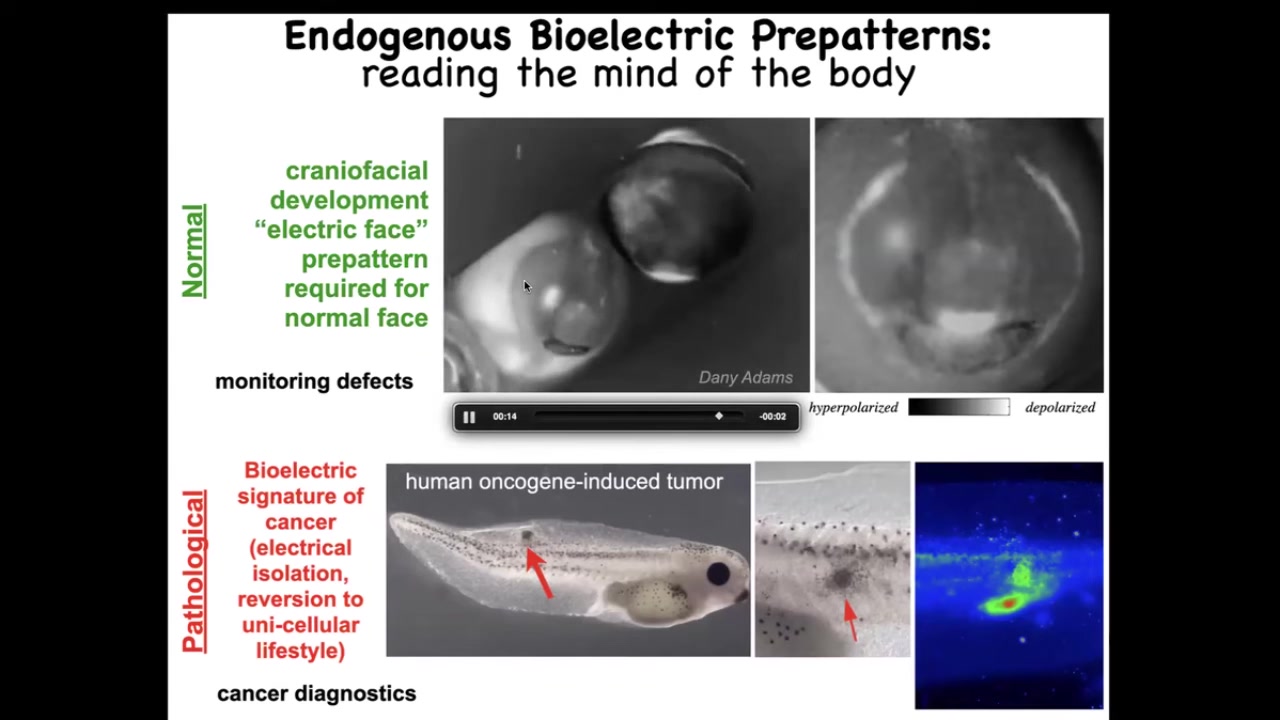 Endogenous Bioelectric Prepatterns:
reading the mind of the body
Normal
craniofacial
development
“electric face”
prepattern
required for
normal face
monitoring defects
Dany Adams
00:14
-00:02
hyperpolarized
depolarized
Pathological
Bioelectric
signature of
cancer
(electrical
isolation,
reversion to
uni-cellular
lifestyle)
cancer diagnostics
human oncogene-induced tumor